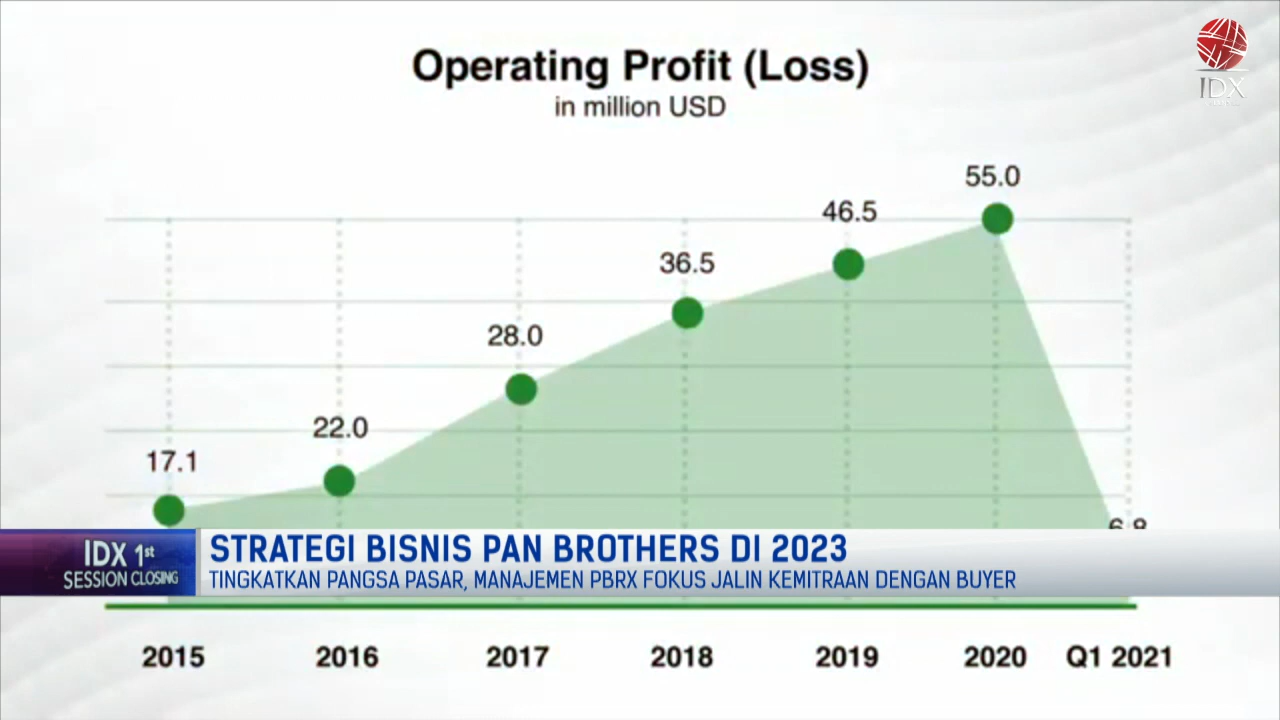 Operating Profit (Loss)
in million USD
IDX
55.0
46.5
36.5
28.0
22.0
17.1
6.8
IDX 1st
SESSION CLOSING
STRATEGI BISNIS PAN BROTHERS DI 2023
TINGKATKAN PANGSA PASAR, MANAJEMEN PBRX FOKUS JALIN KEMITRAAN DENGAN BUYER
2015 2016 2017 2018 2019 2020 Q1 2021